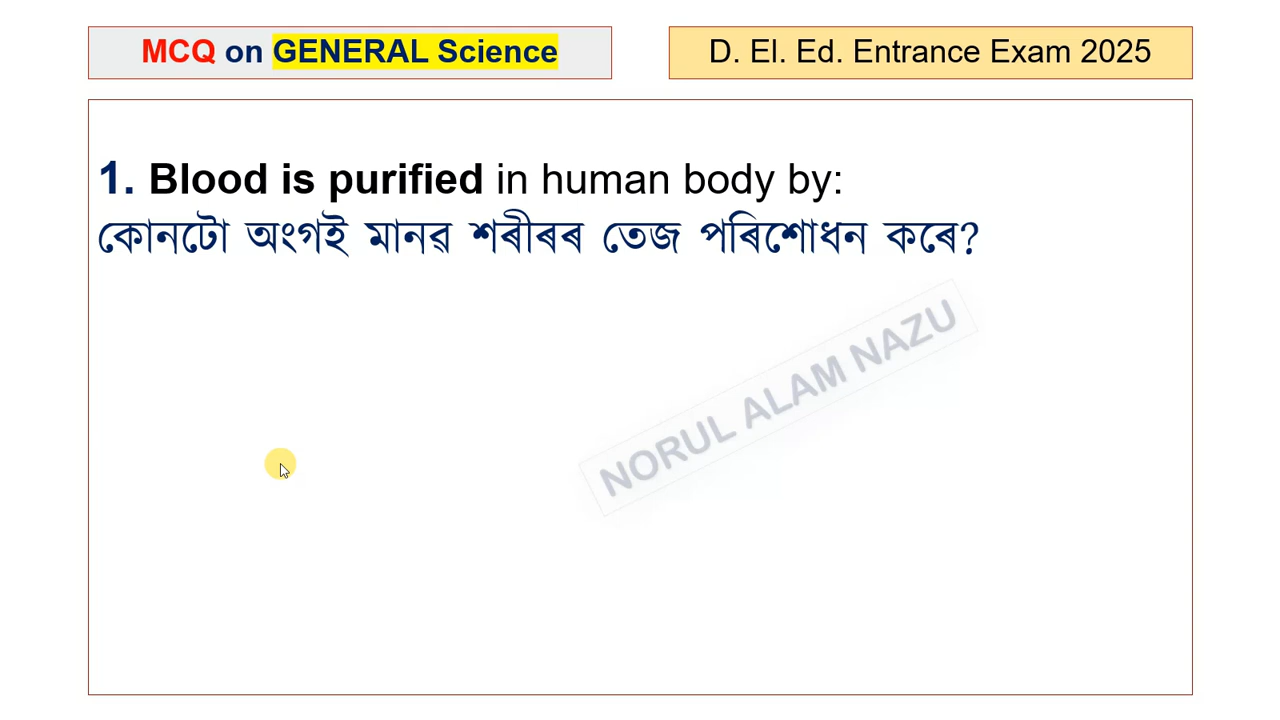 MCQ on GENERAL Science
D. El. Ed. Entrance Exam 2025
1. Blood is purified in human body by:
কোনটো অংগই মানৱ শৰীৰৰ তেজ পৰিশোধন কৰে?
NORUL ALAM NAZU